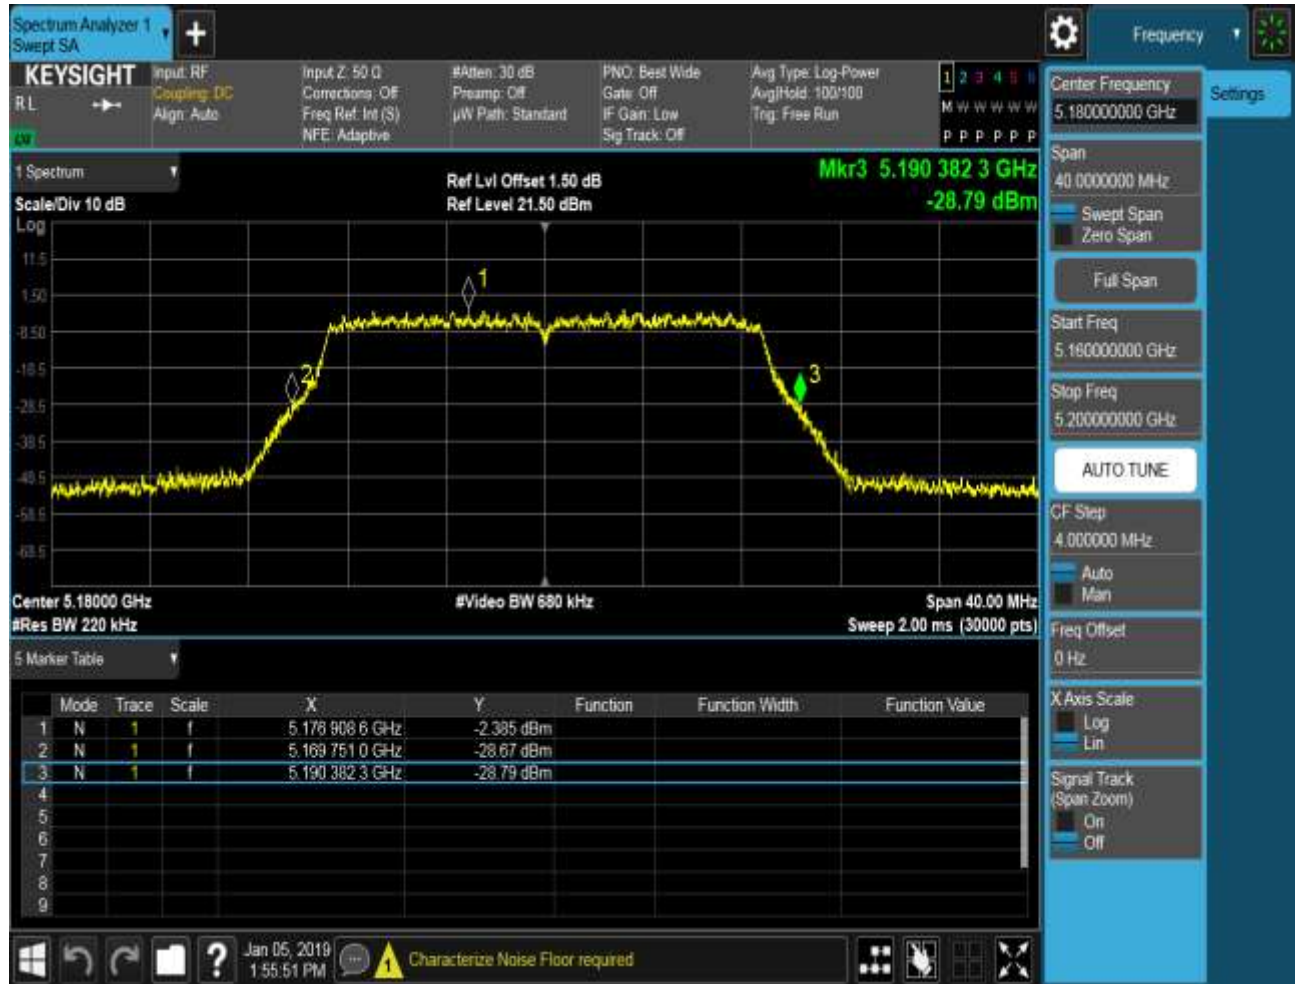 Spectrum Analyzer 1
Swept SA
Frequency
KEYSIGHT
RL
Input: RF
Coupling: DC
Align: Auto
Input Z: 50 Ω
Corrections: Off
Freq Ref: Int (S)
NFE: Adaptive
#Atten: 30 dB
Preamp: Off
µW Path: Standard
PNO: Best Wide
Gate: Off
IF Gain: Low
Sig Track: Off
Avg Type: Log-Power
Avg|Hold: 100/100
Trig: Free Run
1 2 3 4 5 6
M W W W W W
P P P P P P
1 Spectrum
Scale/Div 10 dB
Ref Lvl Offset 1.50 dB
Ref Level 21.50 dBm
Mkr3 5.190 382 3 GHz
-28.79 dBm
Log
11.5
1.50
-8.50
-18.5
-28.5
-38.5
-48.5
-58.5
-68.5
1
2
3
Center 5.18000 GHz
#Video BW 680 kHz
Span 40.00 MHz
#Res BW 220 kHz
Sweep 2.00 ms (30000 pts)
5 Marker Table
Mode Trace Scale X Y Function Function Width Function Value
1 N 1 f 5.176 908 6 GHz -2.385 dBm
2 N 1 f 5.169 751 0 GHz -28.67 dBm
3 N 1 f 5.190 382 3 GHz -28.79 dBm
4
5
6
7
8
9
Jan 05, 2019
1:55:51 PM
Characterize Noise Floor required
Settings
Center Frequency
5.180000000 GHz
Span
40.0000000 MHz
Swept Span
Zero Span
Full Span
Start Freq
5.160000000 GHz
Stop Freq
5.200000000 GHz
AUTO TUNE
CF Step
4.000000 MHz
Auto
Man
Freq Offset
0 Hz
X Axis Scale
Log
Lin
Signal Track
(Span Zoom)
On
Off